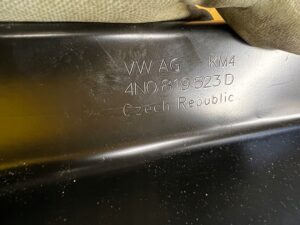 VW AG KM4
4N0 819 823 D
Czech Republic